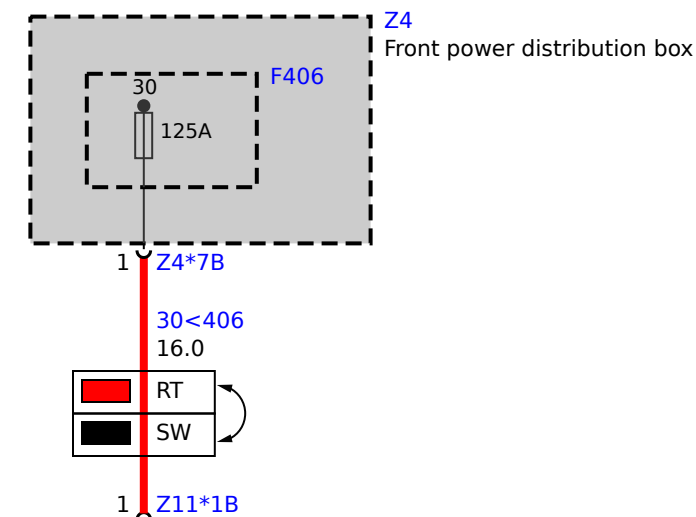 Z4
Front power distribution box
F406
30
125A
1 Z4*7B
30<406
16.0
RT
SW
1 Z11*1B